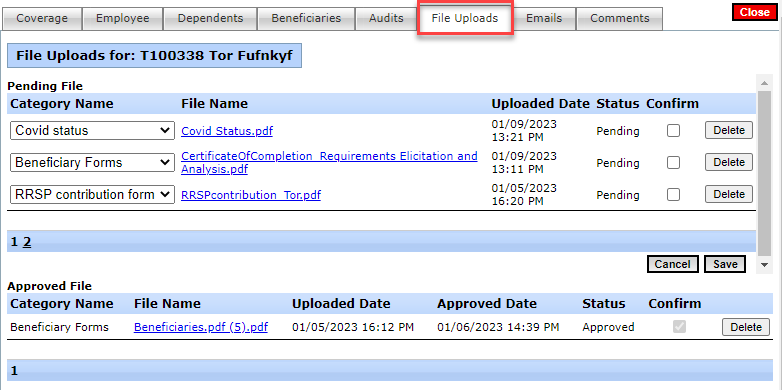 Coverage Employee Dependents Beneficiaries Audits File Uploads Emails Comments Close
File Uploads for: T100338 Tor Fufnkyf
Pending File
Category Name File Name Uploaded Date Status Confirm
Covid status Covid Status.pdf 01/09/2023 13:21 PM Pending Delete
Beneficiary Forms CertificateOfCompletion_Requirements Elicitation and Analysis.pdf 01/09/2023 13:11 PM Pending Delete
RRSP contribution form RRSPcontribution_Tor.pdf 01/05/2023 16:20 PM Pending Delete
1 2
Cancel Save
Approved File
Category Name File Name Uploaded Date Approved Date Status Confirm
Beneficiary Forms Beneficiaries.pdf (5).pdf 01/05/2023 16:12 PM 01/06/2023 14:39 PM Approved Delete
1